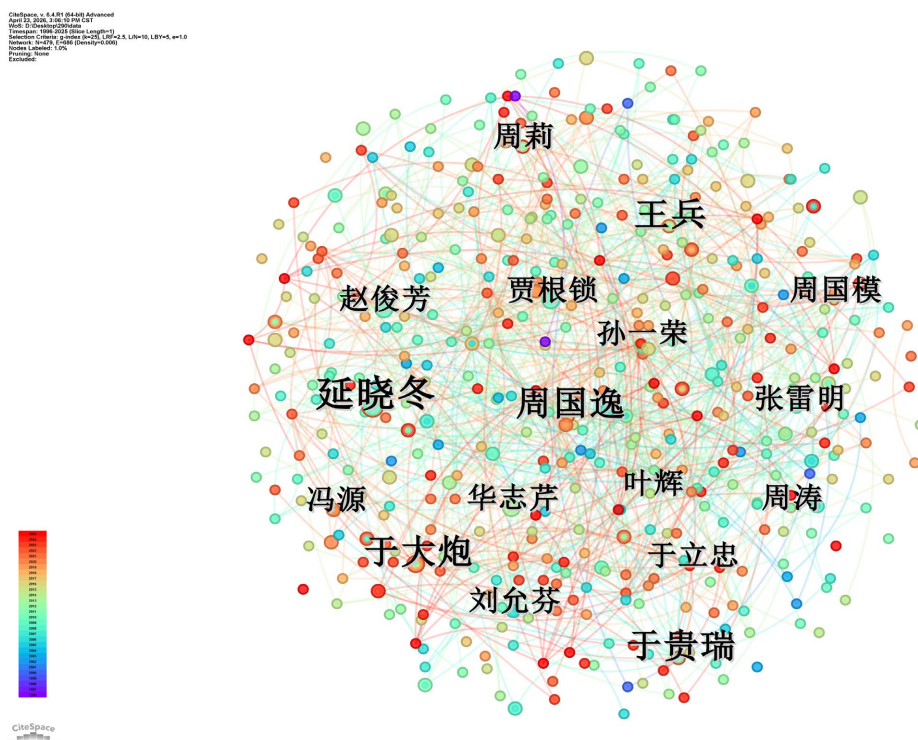 CiteSpace, v. 6.4.R1 (64-bit) Advanced
April 23, 2026, 3:06:10 PM CST
WoS: D:\Desktop\290\data
Timespan: 1996-2025 (Slice Length=1)
Selection Criteria: g-index (k=25), LRF=2.5, L/N=10, LBY=5, e=1.0
Network: N=479, E=686 (Density=0.006)
Nodes Labeled: 1.0%
Pruning: None
Excluded:
周莉
王兵
赵俊芳
贾根锁
周国模
孙一荣
延晓冬
周国逸
张雷明
冯源
华志芹
叶辉
周涛
于大炮
于立忠
刘允芬
于贵瑞
CiteSpace